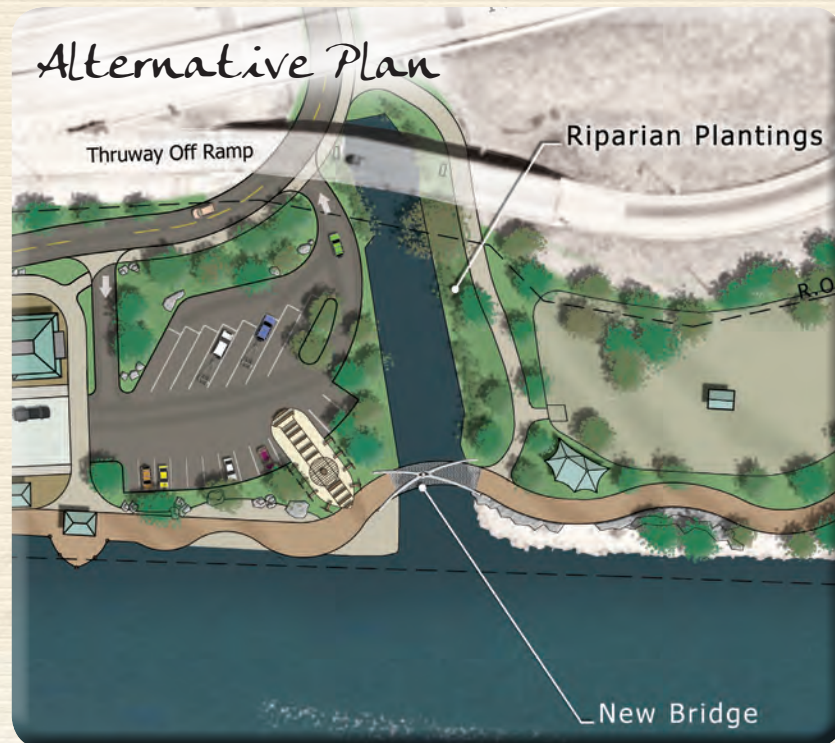 Alternative Plan
Riparian Plantings
Thruway Off Ramp
R.O
New Bridge